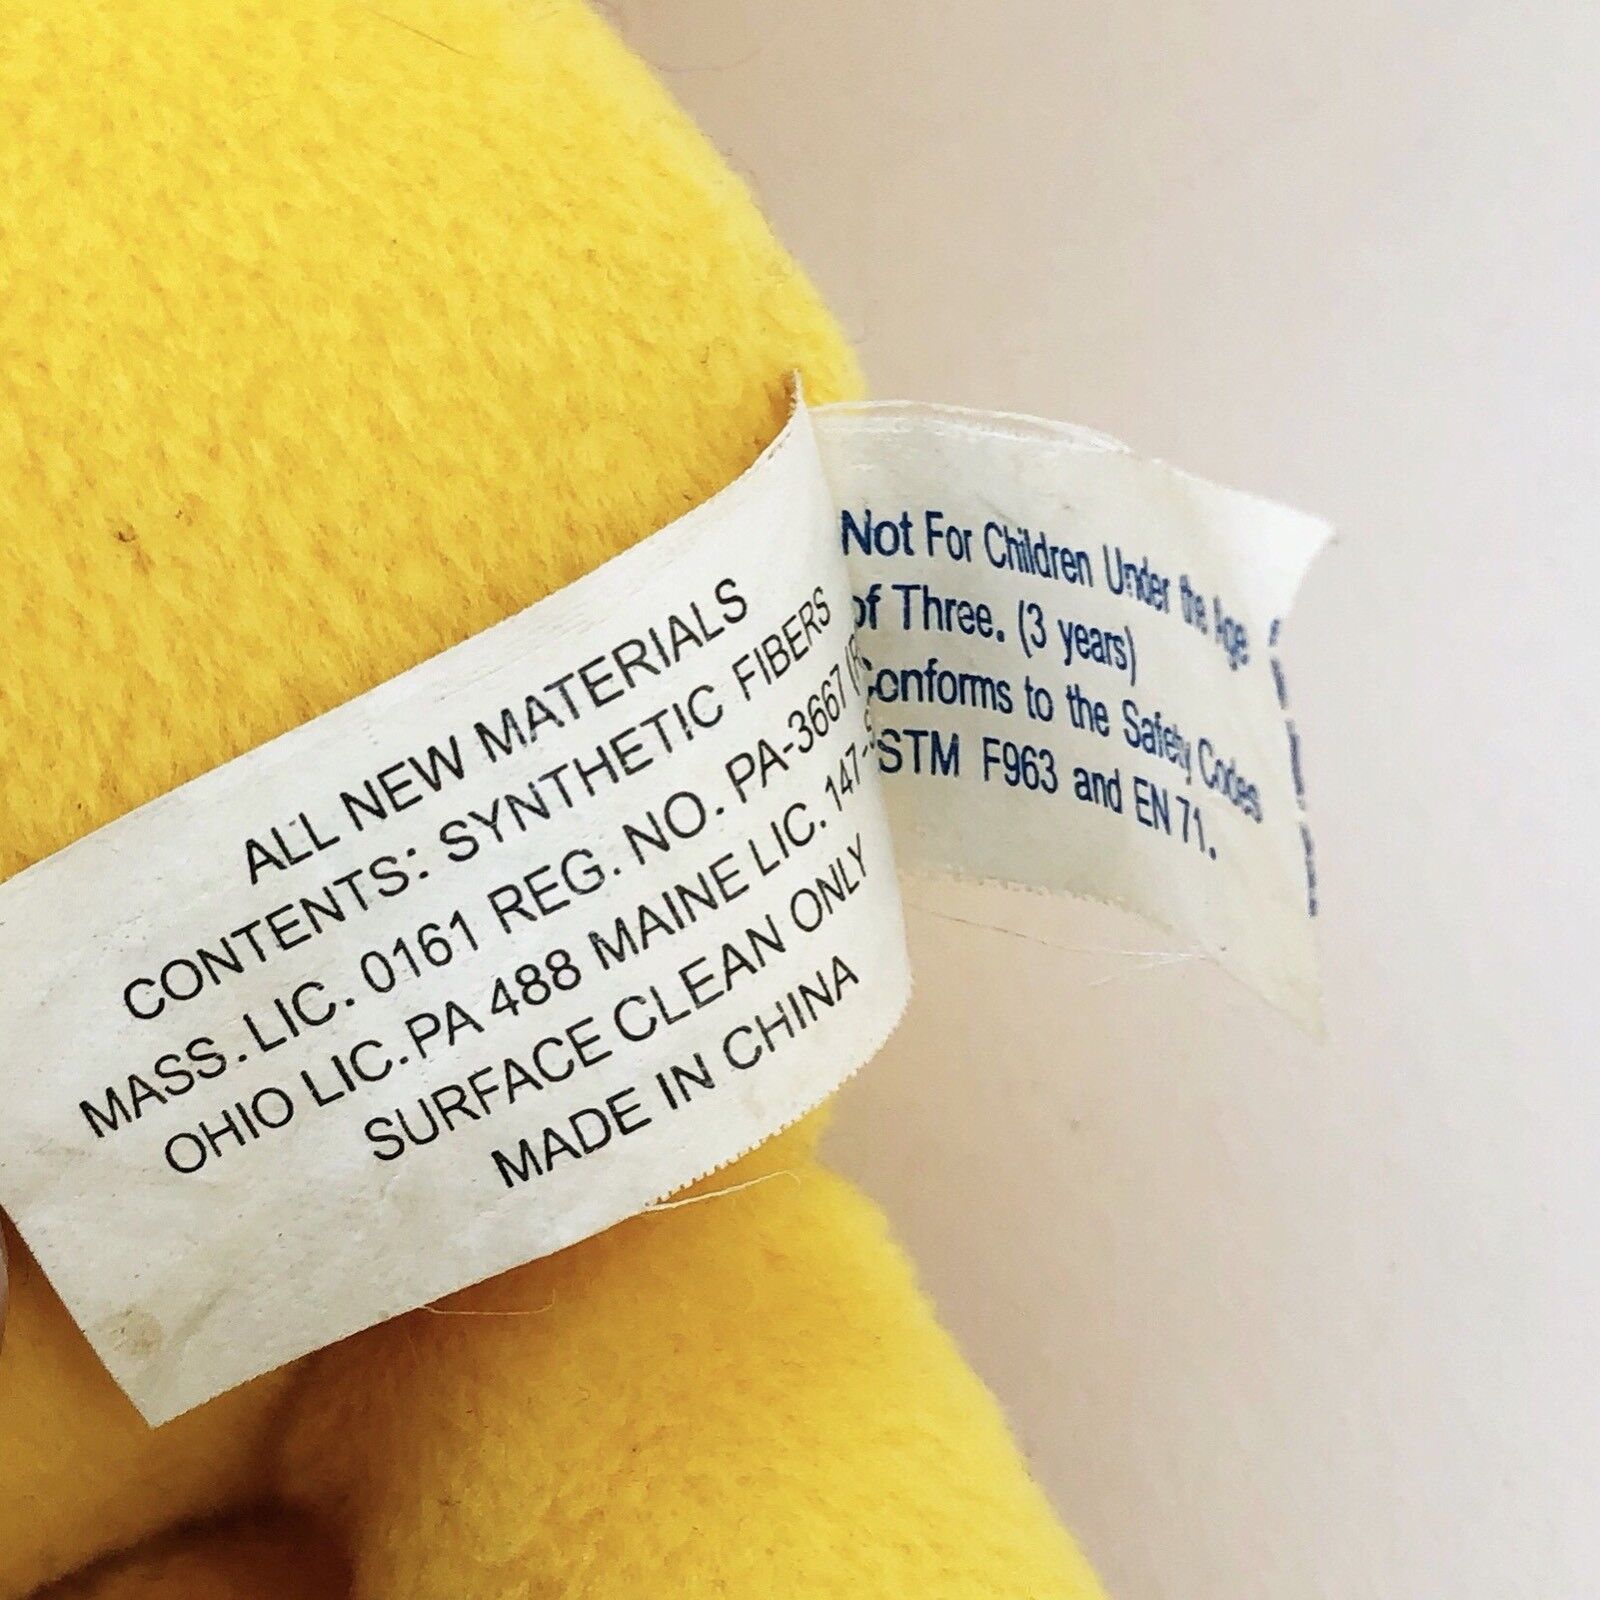 ALL NEW MATERIALS
CONTENTS: SYNTHETIC FIBERS
MASS. LIC. 0161 REG. NO. PA-3667 (R
OHIO LIC. PA 488 MAINE LIC. 147-
SURFACE CLEAN ONLY
MADE IN CHINA
Not For Children Under the Age
of Three. (3 years)
Conforms to the Safety Codes
STM F963 and EN 71.